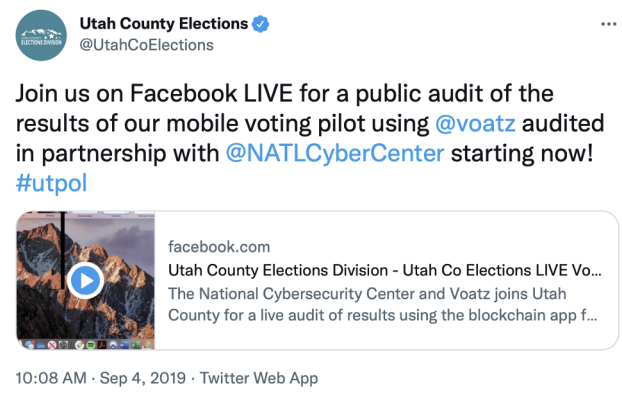 Utah County Elections
@UtahCoElections
ELECTIONS DIVISION
Join us on Facebook LIVE for a public audit of the
results of our mobile voting pilot using @voatz audited
in partnership with @NATLCyberCenter starting now!
#utpol
facebook.com
Utah County Elections Division - Utah Co Elections LIVE Vo...
The National Cybersecurity Center and Voatz joins Utah
County for a live audit of results using the blockchain app f...
10:08 AM · Sep 4, 2019 · Twitter Web App